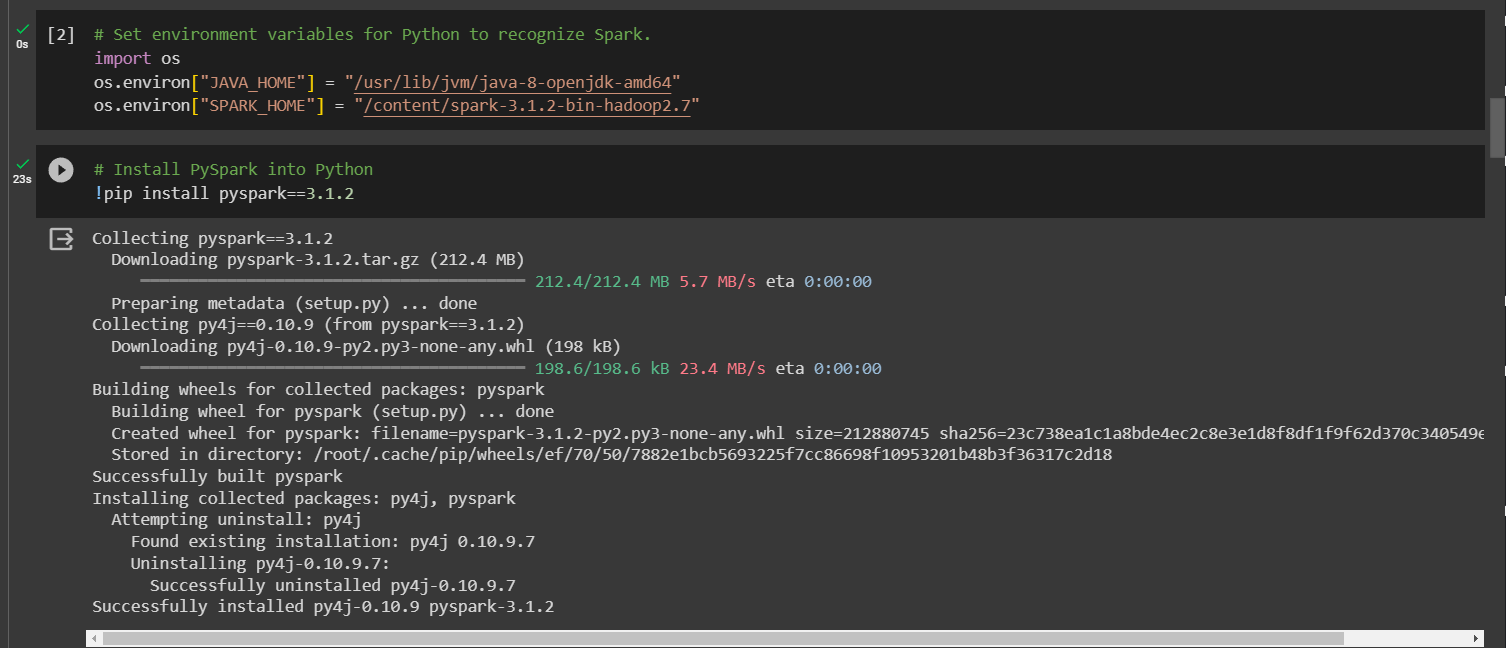 [2] # Set environment variables for Python to recognize Spark.
0s
import os
os.environ["JAVA_HOME"] = "/usr/lib/jvm/java-8-openjdk-amd64"
os.environ["SPARK_HOME"] = "/content/spark-3.1.2-bin-hadoop2.7"
# Install PySpark into Python
23s
!pip install pyspark==3.1.2
Collecting pyspark==3.1.2
Downloading pyspark-3.1.2.tar.gz (212.4 MB)
212.4/212.4 MB 5.7 MB/s eta 0:00:00
Preparing metadata (setup.py) ... done
Collecting py4j==0.10.9 (from pyspark==3.1.2)
Downloading py4j-0.10.9-py2.py3-none-any.whl (198 kB)
198.6/198.6 kB 23.4 MB/s eta 0:00:00
Building wheels for collected packages: pyspark
Building wheel for pyspark (setup.py) ... done
Created wheel for pyspark: filename=pyspark-3.1.2-py2.py3-none-any.whl size=212880745 sha256=23c738ea1c1a8bde4ec2c8e3e1d8f8df1f9f62d370c340549e
Stored in directory: /root/.cache/pip/wheels/ef/70/50/7882e1bcb5693225f7cc86698f10953201b48b3f36317c2d18
Successfully built pyspark
Installing collected packages: py4j, pyspark
Attempting uninstall: py4j
Found existing installation: py4j 0.10.9.7
Uninstalling py4j-0.10.9.7:
Successfully uninstalled py4j-0.10.9.7
Successfully installed py4j-0.10.9 pyspark-3.1.2